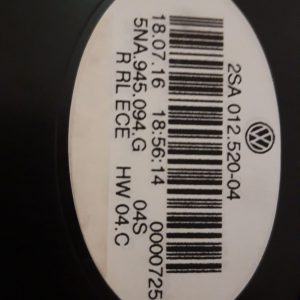 2SA 012.520-04
18.07.16 18:56:14 0000725
5NA.945.094.G 04S
R RL ECE HW 04.C